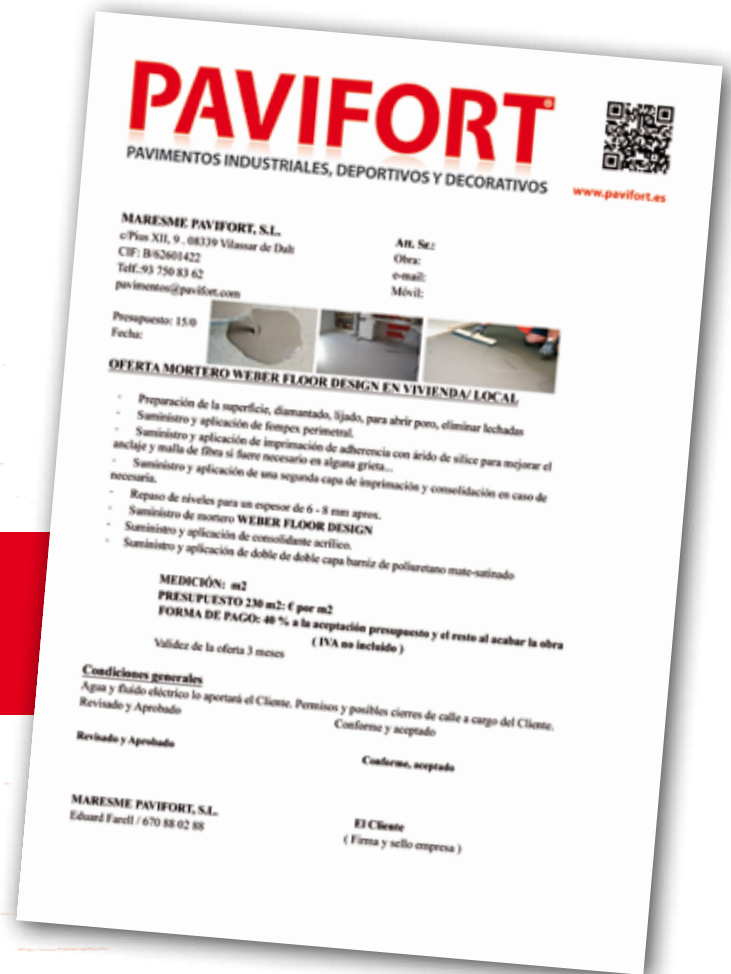 PAVIFORT®
PAVIMENTOS INDUSTRIALES, DEPORTIVOS Y DECORATIVOS
www.pavifort.es
MARESME PAVIFORT, S.L.
c/Pius XII, 9 . 08339 Vilassar de Dalt
CIF: B/62601422
Telf.:93 750 83 62
pavimentos@pavifort.com
Att. Sr.:
Obra:
e-mail:
Móvil:
Presupuesto: 15/0
Fecha:
OFERTA MORTERO WEBER FLOOR DESIGN EN VIVIENDA/ LOCAL
- Preparación de la superficie, diamantado, lijado, para abrir poro, eliminar lechadas
- Suministro y aplicación de fompex perimetral.
- Suministro y aplicación de imprimación de adherencia con árido de sílice para mejorar el
anclaje y malla de fibra si fuere necesario en alguna grieta...
- Suministro y aplicación de una segunda capa de imprimación y consolidación en caso de
necesaria.
- Repaso de niveles para un espesor de 6 - 8 mm aprox.
- Suministro de mortero WEBER FLOOR DESIGN
- Suministro y aplicación de consolidante acrílico.
- Suministro y aplicación de doble de doble capa barniz de poliuretano mate-satinado
MEDICIÓN: m2
PRESUPUESTO 230 m2: € por m2
FORMA DE PAGO: 40 % a la aceptación presupuesto y el resto al acabar la obra
( IVA no incluido )
Validez de la oferta 3 meses
Condiciones generales
Agua y fluido eléctrico lo aportará el Cliente. Permisos y posibles cierres de calle a cargo del Cliente.
Revisado y Aprobado
Conforme y aceptado
Revisado y Aprobado
Conforme, aceptado
MARESME PAVIFORT, S.L.
Eduard Farell / 670 88 02 88
El Cliente
( Firma y sello empresa )